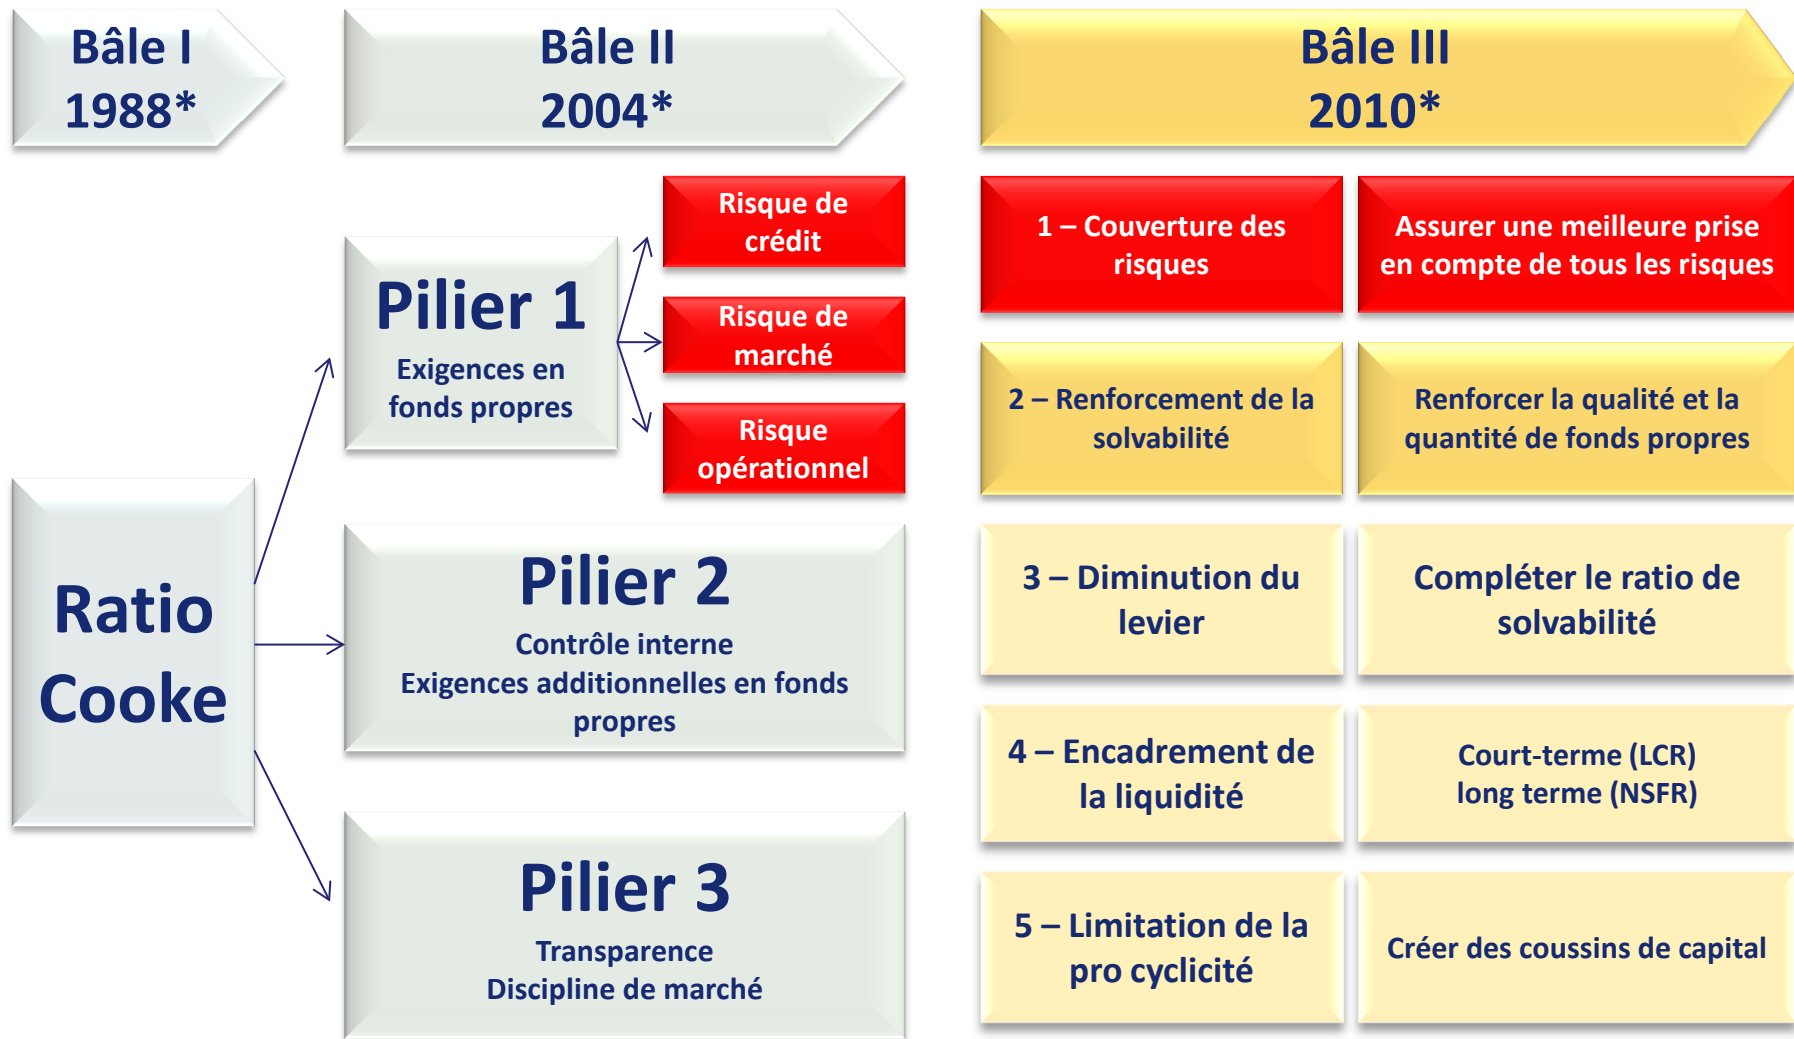 Bâle I
1988*
Bâle II
2004*
Bâle III
2010*
Ratio
Cooke
Pilier 1
Exigences en
fonds propres
Risque de
crédit
Risque de
marché
Risque
opérationnel
Pilier 2
Contrôle interne
Exigences additionnelles en fonds
propres
Pilier 3
Transparence
Discipline de marché
1 – Couverture des
risques
Assurer une meilleure prise
en compte de tous les risques
2 – Renforcement de la
solvabilité
Renforcer la qualité et la
quantité de fonds propres
3 – Diminution du
levier
Compléter le ratio de
solvabilité
4 – Encadrement de
la liquidité
Court-terme (LCR)
long terme (NSFR)
5 – Limitation de la
pro cyclicité
Créer des coussins de capital